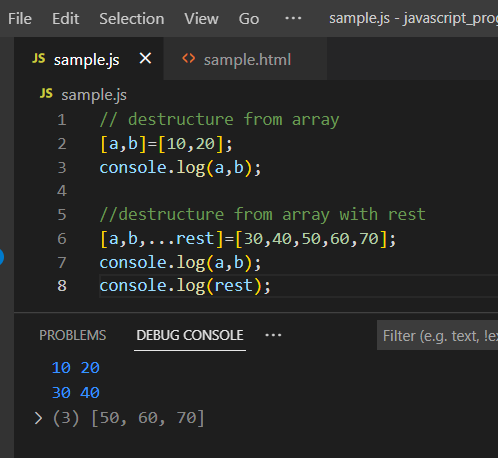 File Edit Selection View Go ··· sample.js - javascript_prog
JS sample.js × <> sample.html
JS sample.js
1 // destructure from array
2 [a,b]=[10,20];
3 console.log(a,b);
4
5 //destructure from array with rest
6 [a,b,...rest]=[30,40,50,60,70];
7 console.log(a,b);
8 console.log(rest);
PROBLEMS DEBUG CONSOLE ··· Filter (e.g. text, !ex
10 20
30 40
> (3) [50, 60, 70]